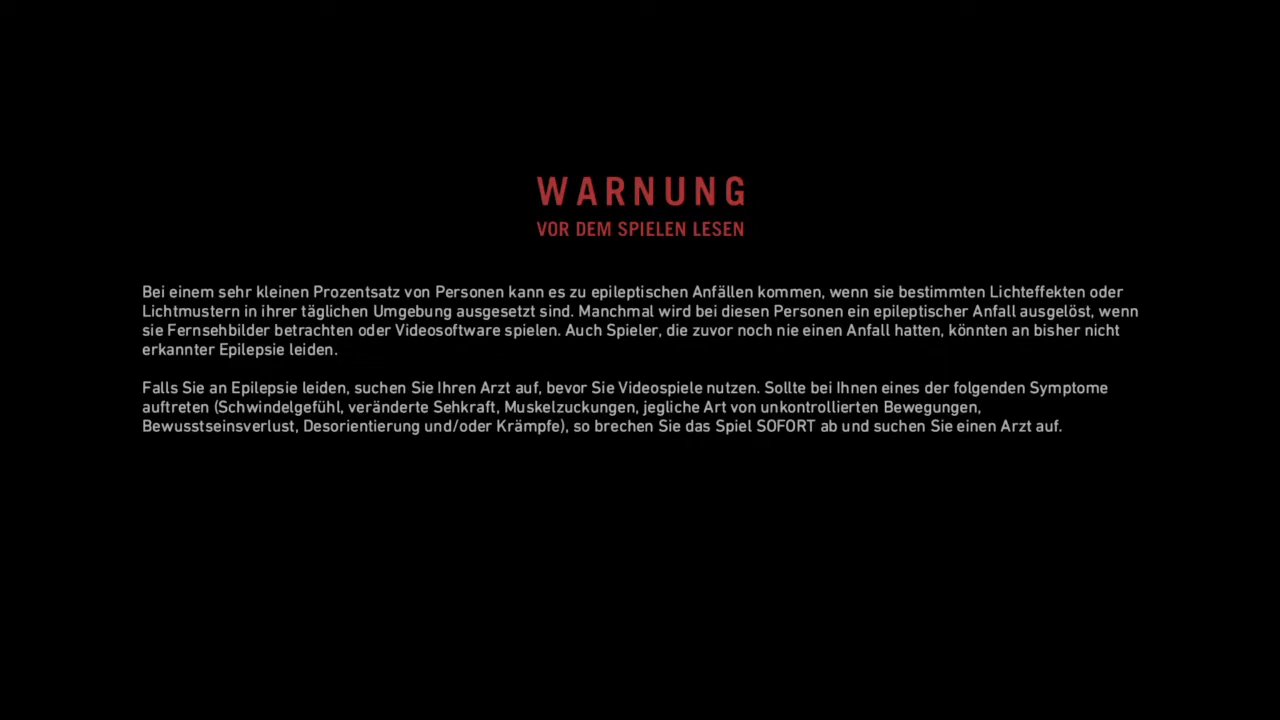 WARNUNG
VOR DEM SPIELEN LESEN
Bei einem sehr kleinen Prozentsatz von Personen kann es zu epileptischen Anfällen kommen, wenn sie bestimmten Lichteffekten oder
Lichtmustern in ihrer täglichen Umgebung ausgesetzt sind. Manchmal wird bei diesen Personen ein epileptischer Anfall ausgelöst, wenn
sie Fernsehbilder betrachten oder Videosoftware spielen. Auch Spieler, die zuvor noch nie einen Anfall hatten, könnten an bisher nicht
erkannter Epilepsie leiden.
Falls Sie an Epilepsie leiden, suchen Sie Ihren Arzt auf, bevor Sie Videospiele nutzen. Sollte bei Ihnen eines der folgenden Symptome
auftreten (Schwindelgefühl, veränderte Sehkraft, Muskelzuckungen, jegliche Art von unkontrollierten Bewegungen,
Bewusstseinsverlust, Desorientierung und/oder Krämpfe), so brechen Sie das Spiel SOFORT ab und suchen Sie einen Arzt auf.